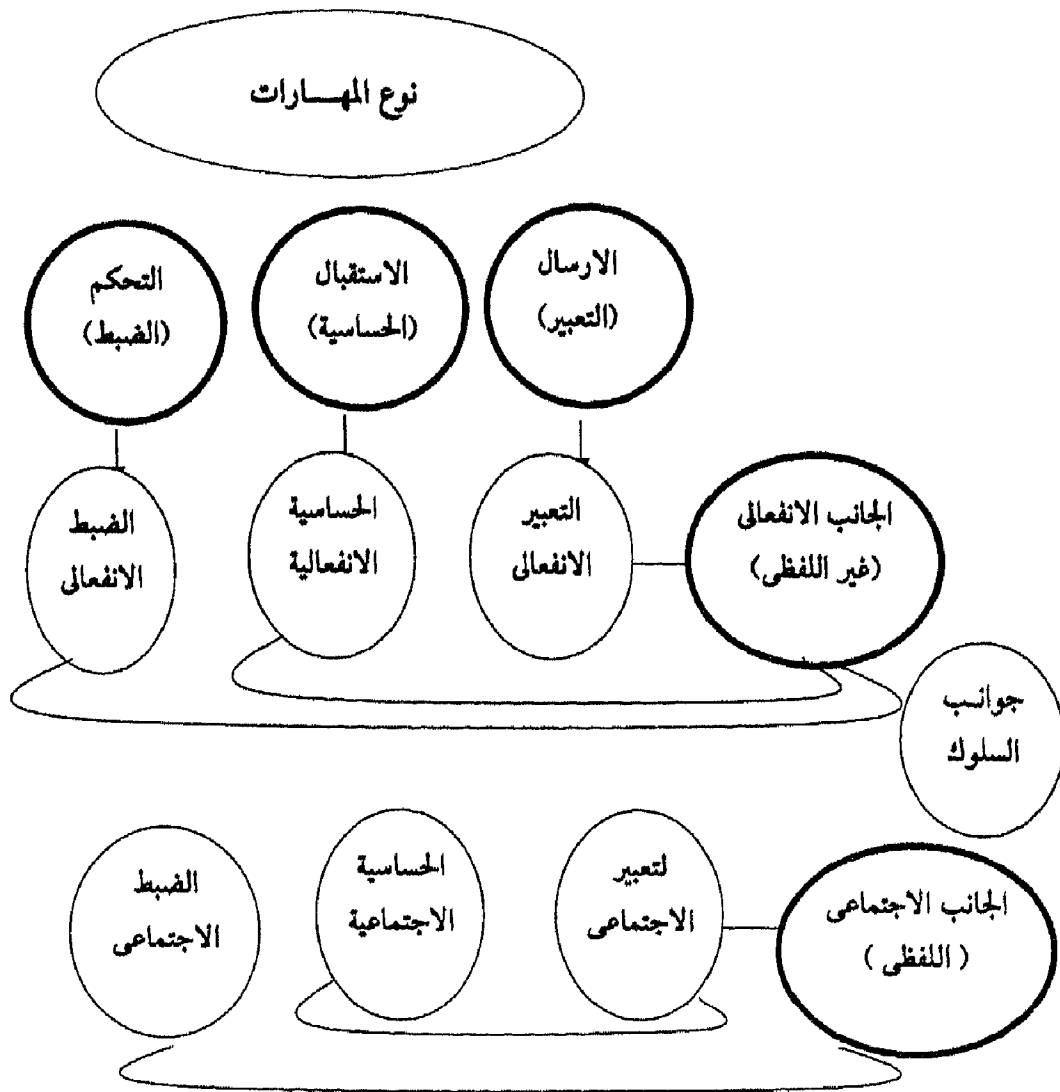 نوع المهـــارات
الارسال
(التعبير)
الاستقبال
(الحساسية)
التحكم
(الضبط)
الجانب الانفعالى
(غير اللفظى)
التعبير
الانفعالى
الحساسية
الانفعالية
الضبط
الانفعالى
جوانـب
السلوك
الجانب الاجتماعى
( اللفظى )
لتعبير
الاجتماعى
الحساسية
الاجتماعية
الضبط
الاجتماعى